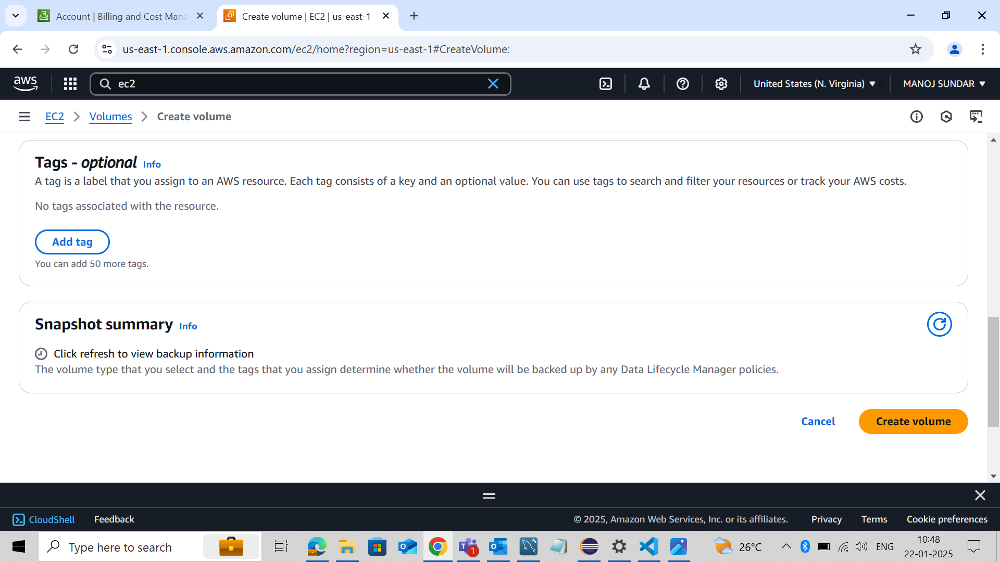 Account | Billing and Cost Mana
Create volume | EC2 | us-east-1
us-east-1.console.aws.amazon.com/ec2/home?region=us-east-1#CreateVolume:
aws
ec2
United States (N. Virginia)
MANOJ SUNDAR
EC2
Volumes
Create volume
Tags - optional Info
A tag is a label that you assign to an AWS resource. Each tag consists of a key and an optional value. You can use tags to search and filter your resources or track your AWS costs.
No tags associated with the resource.
Add tag
You can add 50 more tags.
Snapshot summary Info
Click refresh to view backup information
The volume type that you select and the tags that you assign determine whether the volume will be backed up by any Data Lifecycle Manager policies.
Cancel
Create volume
CloudShell
Feedback
© 2025, Amazon Web Services, Inc. or its affiliates.
Privacy
Terms
Cookie preferences
Type here to search
1
26°C
ENG
10:48
22-01-2025